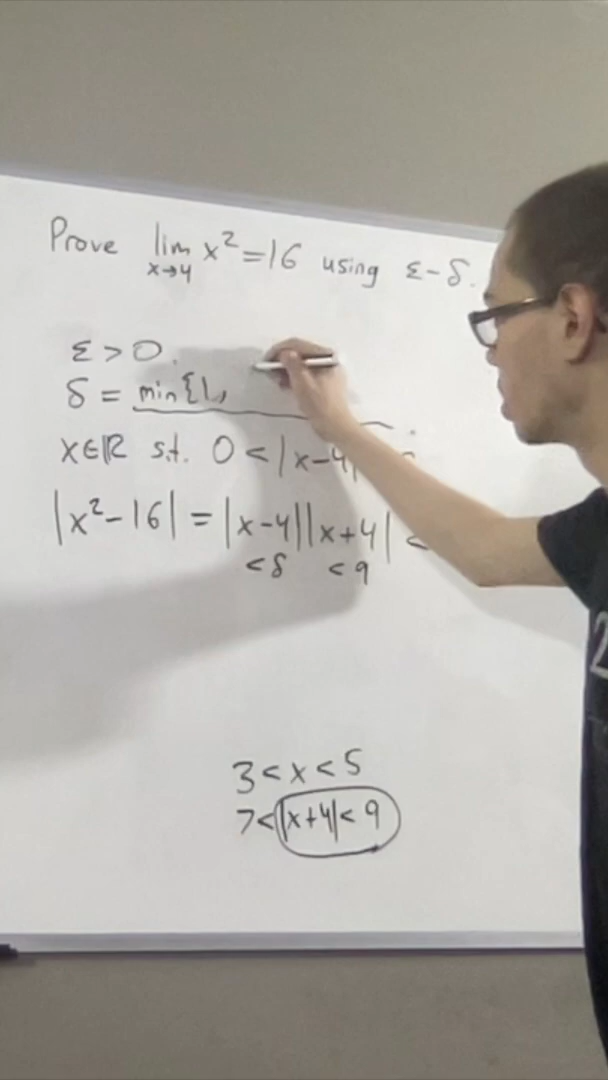 Prove lim x→4 x² = 16 using ε-δ.
ε > 0.
δ = min{1,
x∈ℝ s.t. 0 < |x-4|
|x²-16| = |x-4||x+4| <
<δ <9
3 < x < 5
7 < |x+4| < 9
2